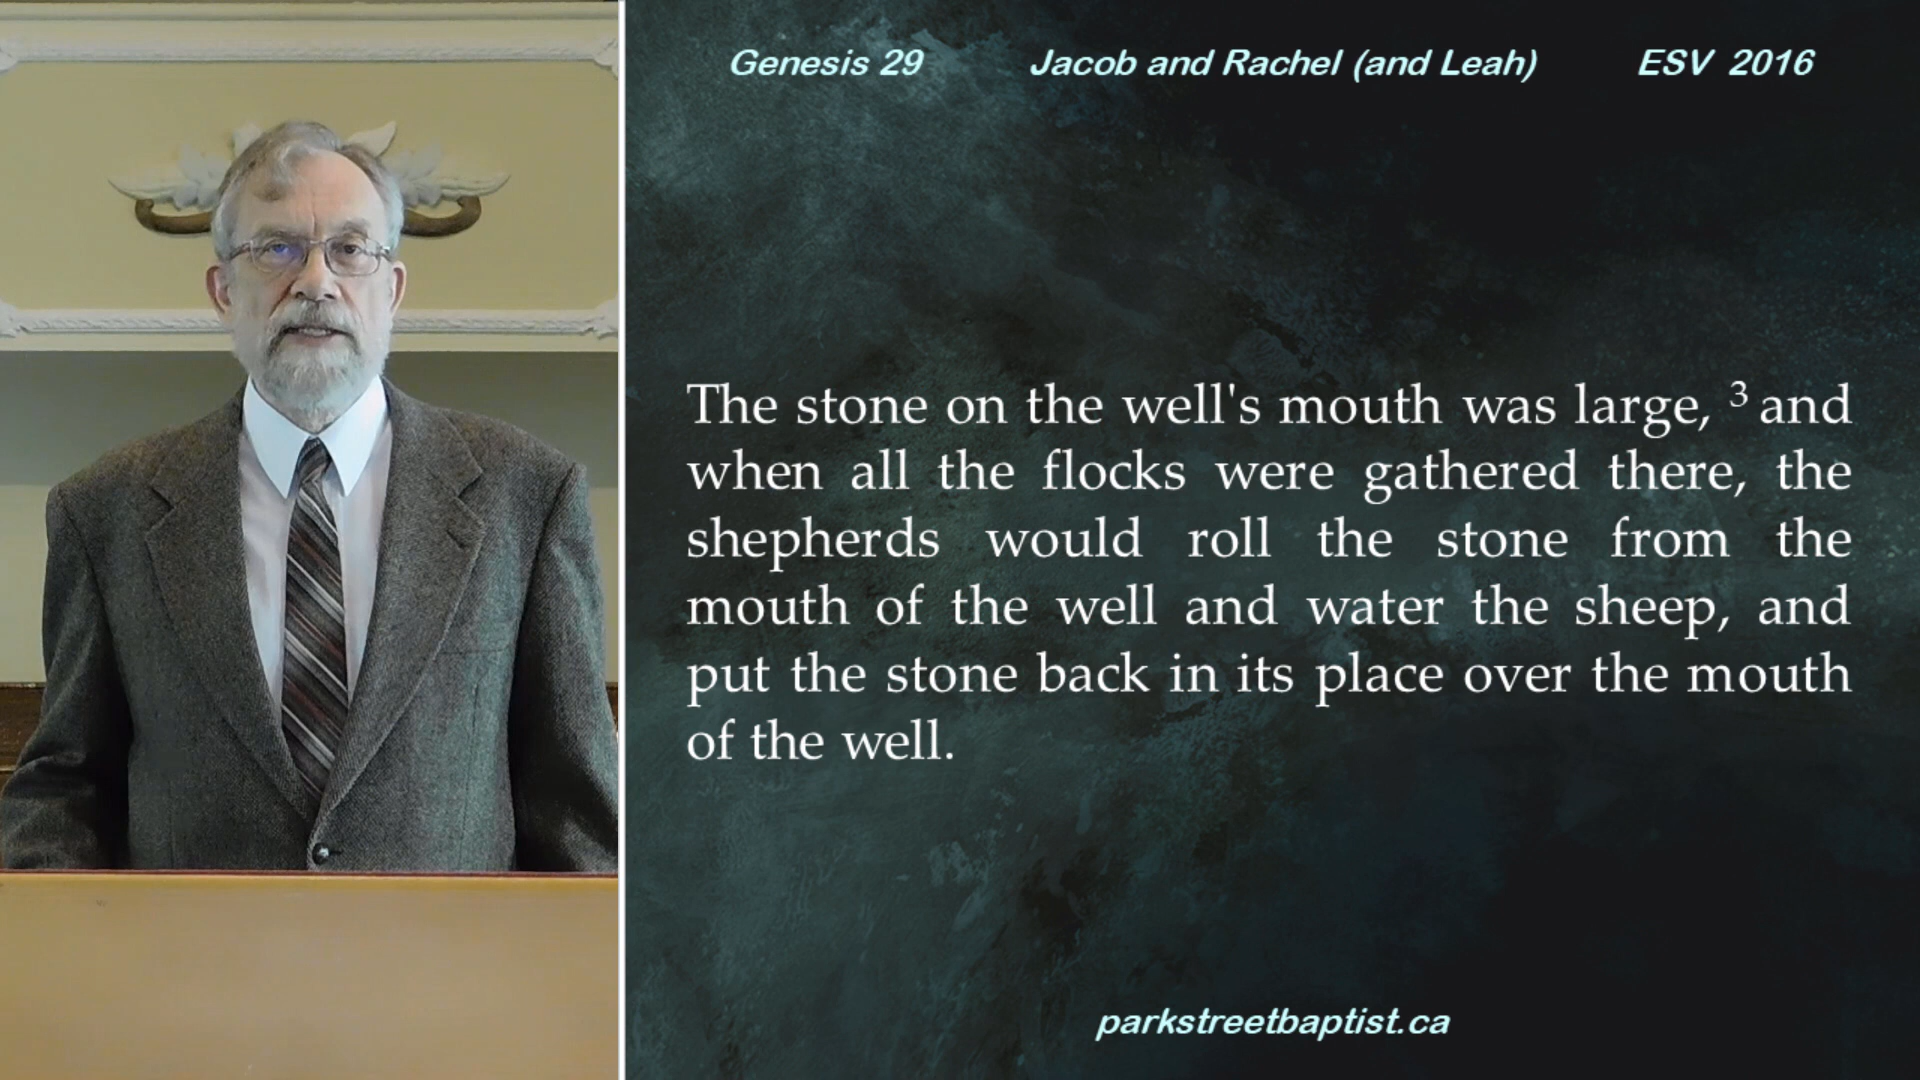 Genesis 29 Jacob and Rachel (and Leah) ESV 2016
The stone on the well's mouth was large, ³ and
when all the flocks were gathered there, the
shepherds would roll the stone from the
mouth of the well and water the sheep, and
put the stone back in its place over the mouth
of the well.
parkstreetbaptist.ca